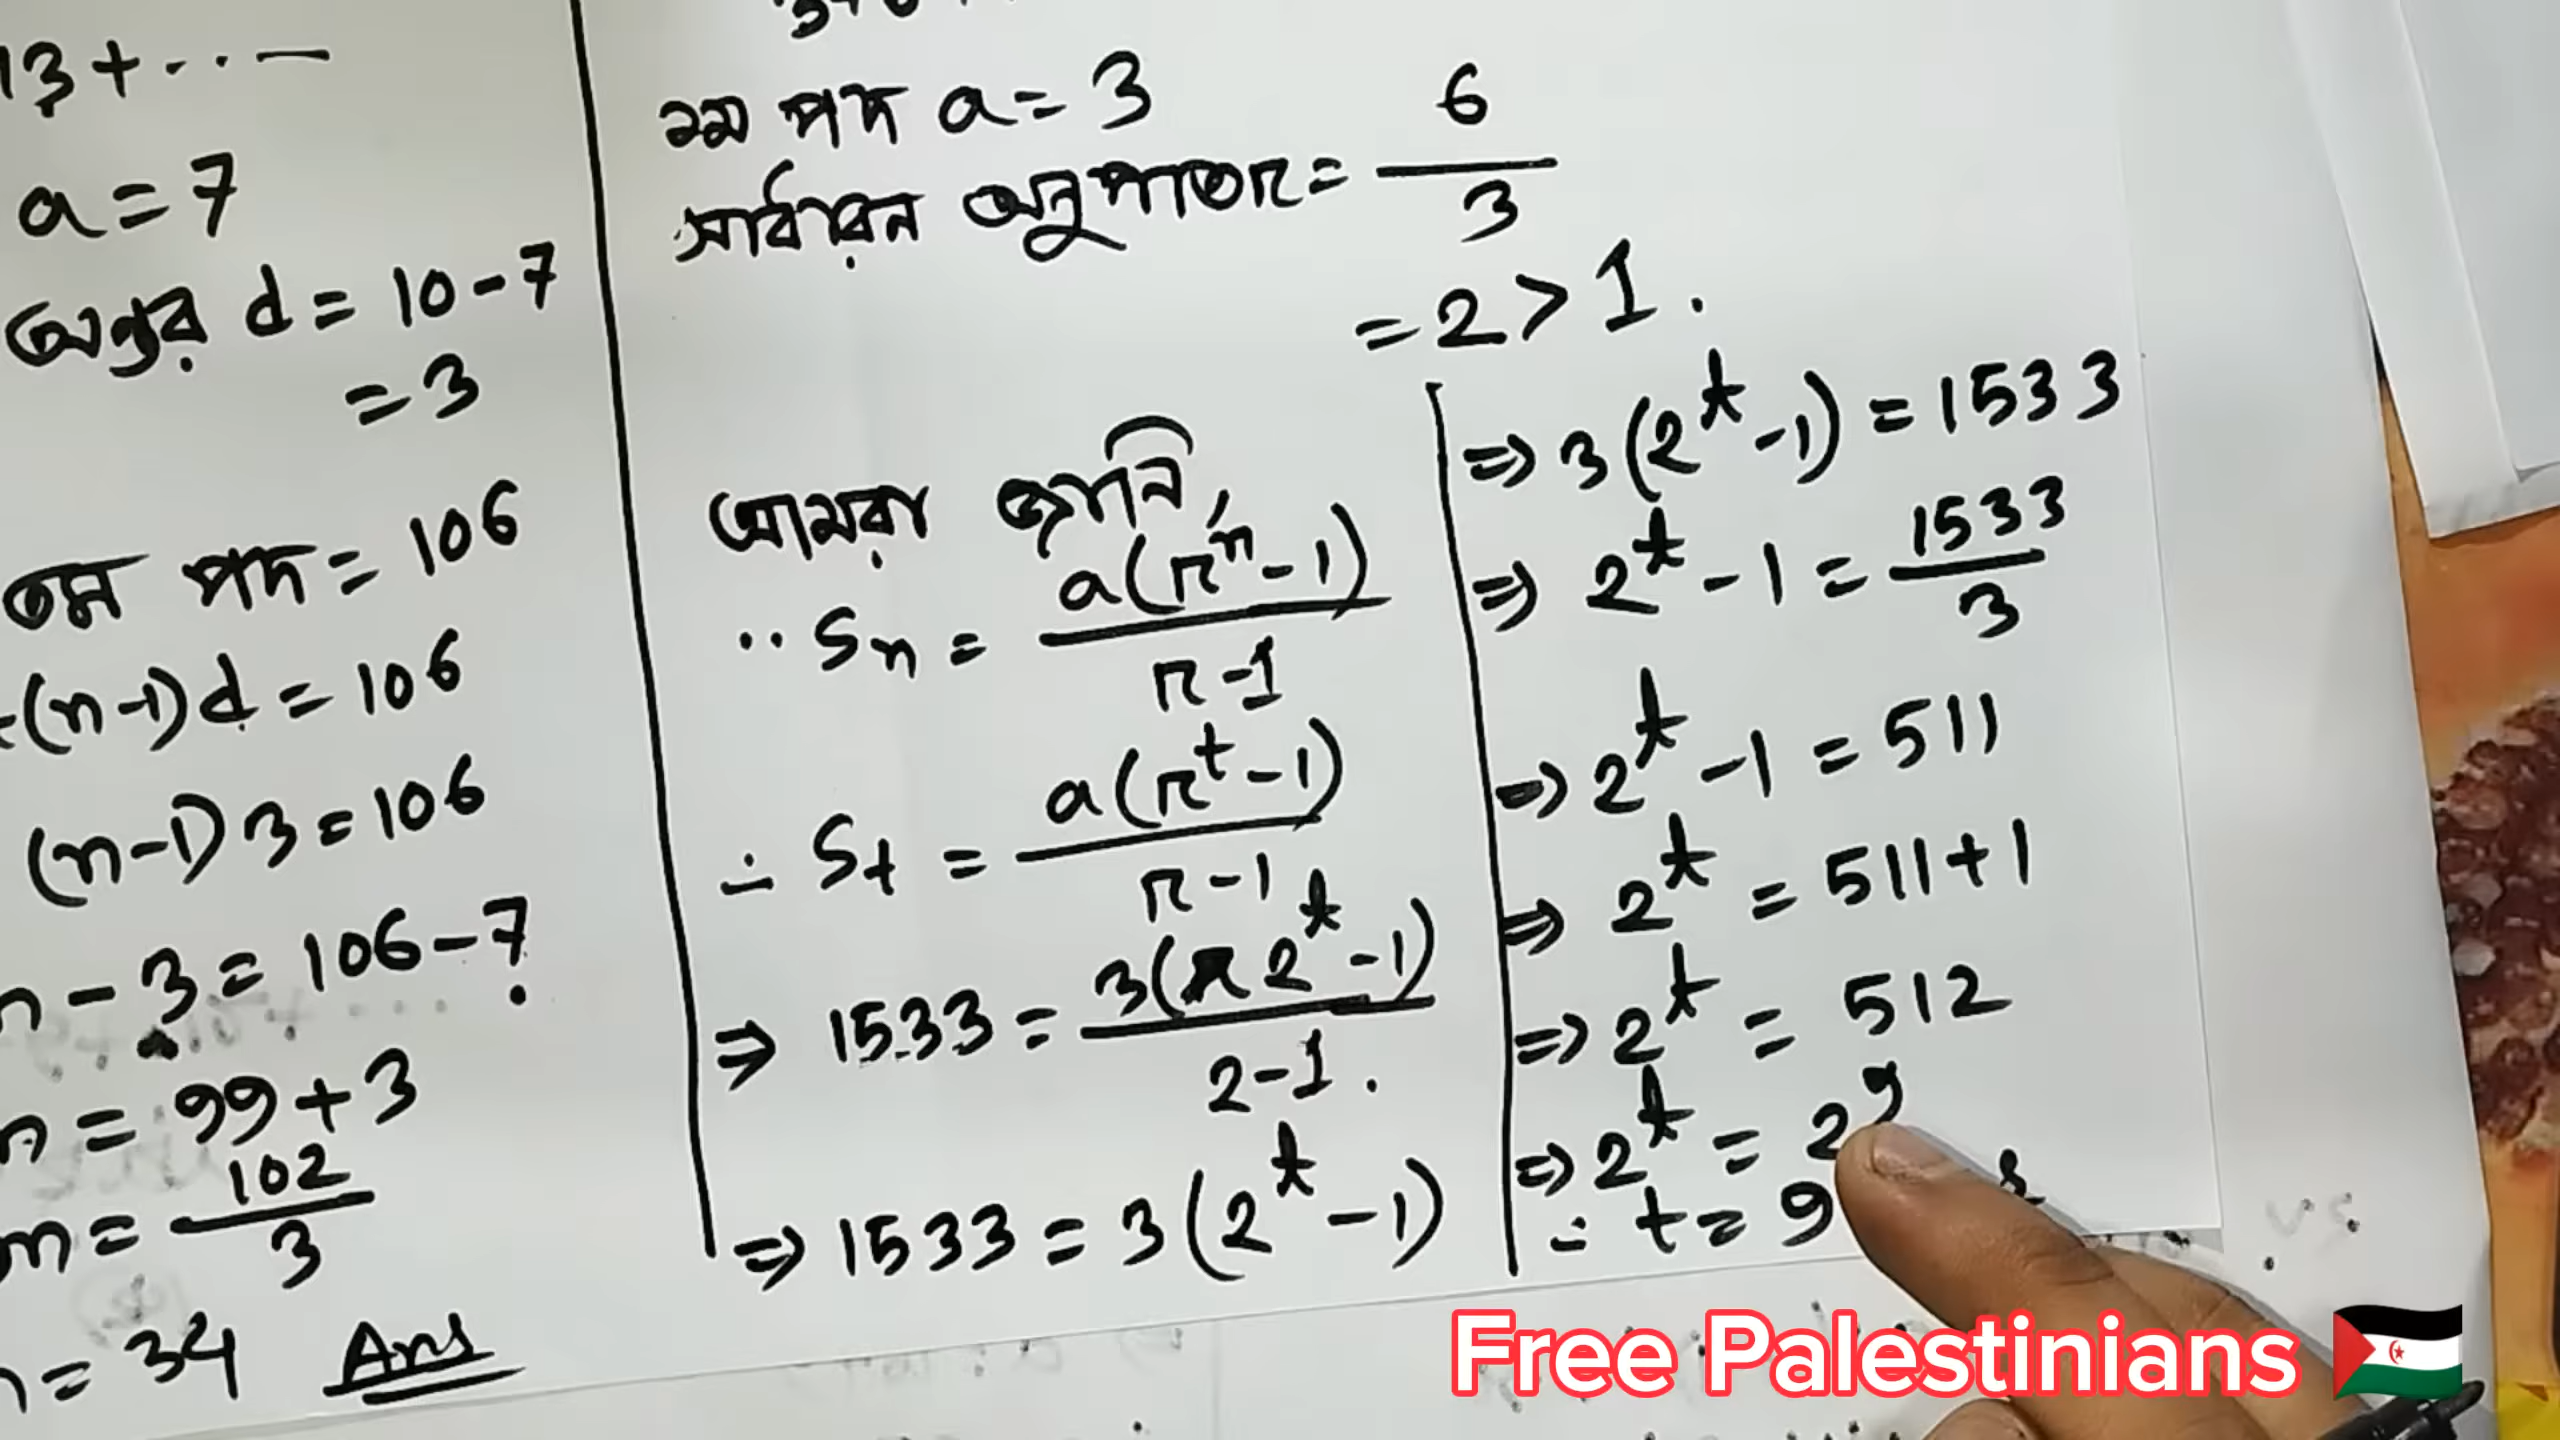 13+...—
a=7
অন্তর d=10-7
=3
তম পদ=106
+(n-1)d=106
(n-1)3=106
n-3=106-7
n=99+3
n=102/3
n=34 Ans
১ম পদ a=3
সাধারন অনুপাত r=6/3
=2>1.
আমরা জানি,
∵ Sn = a(r^n-1)/r-1
∴ St = a(r^t-1)/r-1
⇒ 1533 = 3(2^t-1)/2-1.
⇒ 1533 = 3(2^t-1)
⇒ 3(2^t-1) = 1533
⇒ 2^t-1 = 1533/3
⇒ 2^t-1 = 511
⇒ 2^t = 511+1
⇒ 2^t = 512
⇒ 2^t = 2^9
∴ t=9
Free Palestinians